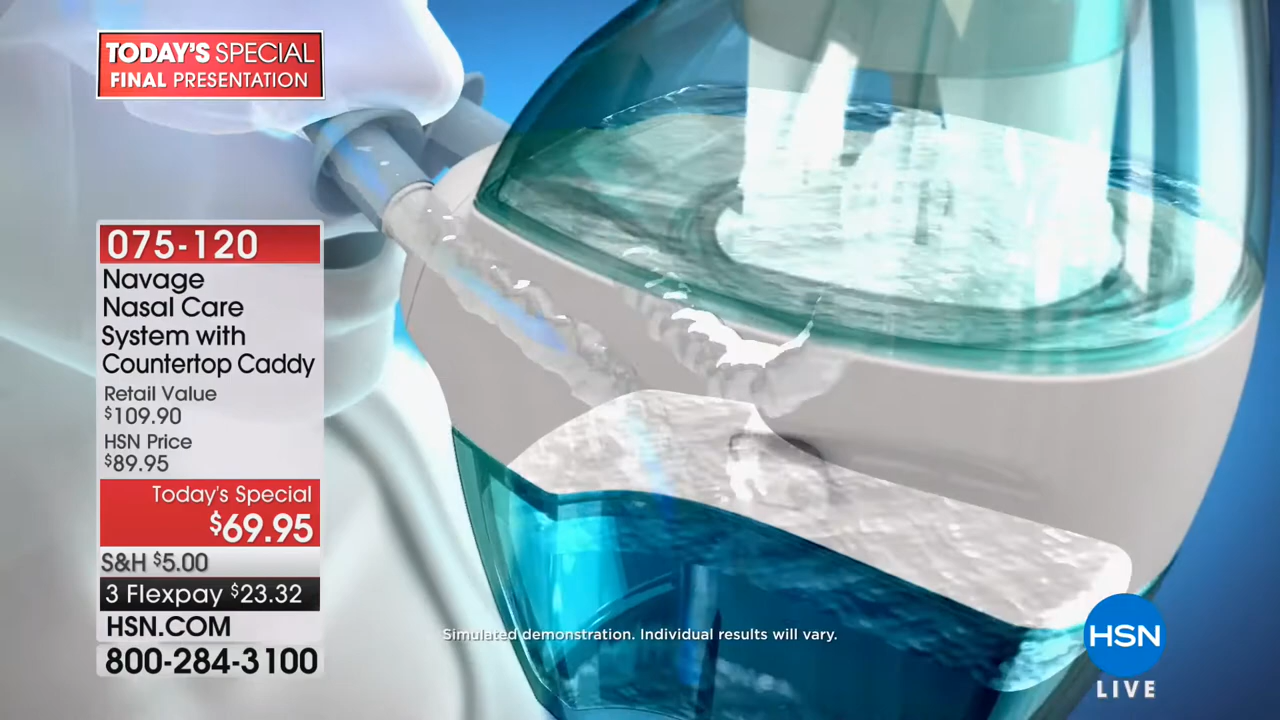 TODAY'S SPECIAL
FINAL PRESENTATION
075-120
Navage
Nasal Care
System with
Countertop Caddy
Retail Value
$109.90
HSN Price
$89.95
Today's Special
$69.95
S&H $5.00
3 Flexpay $23.32
HSN.COM
800-284-3100
Simulated demonstration. Individual results will vary.
HSN
LIVE